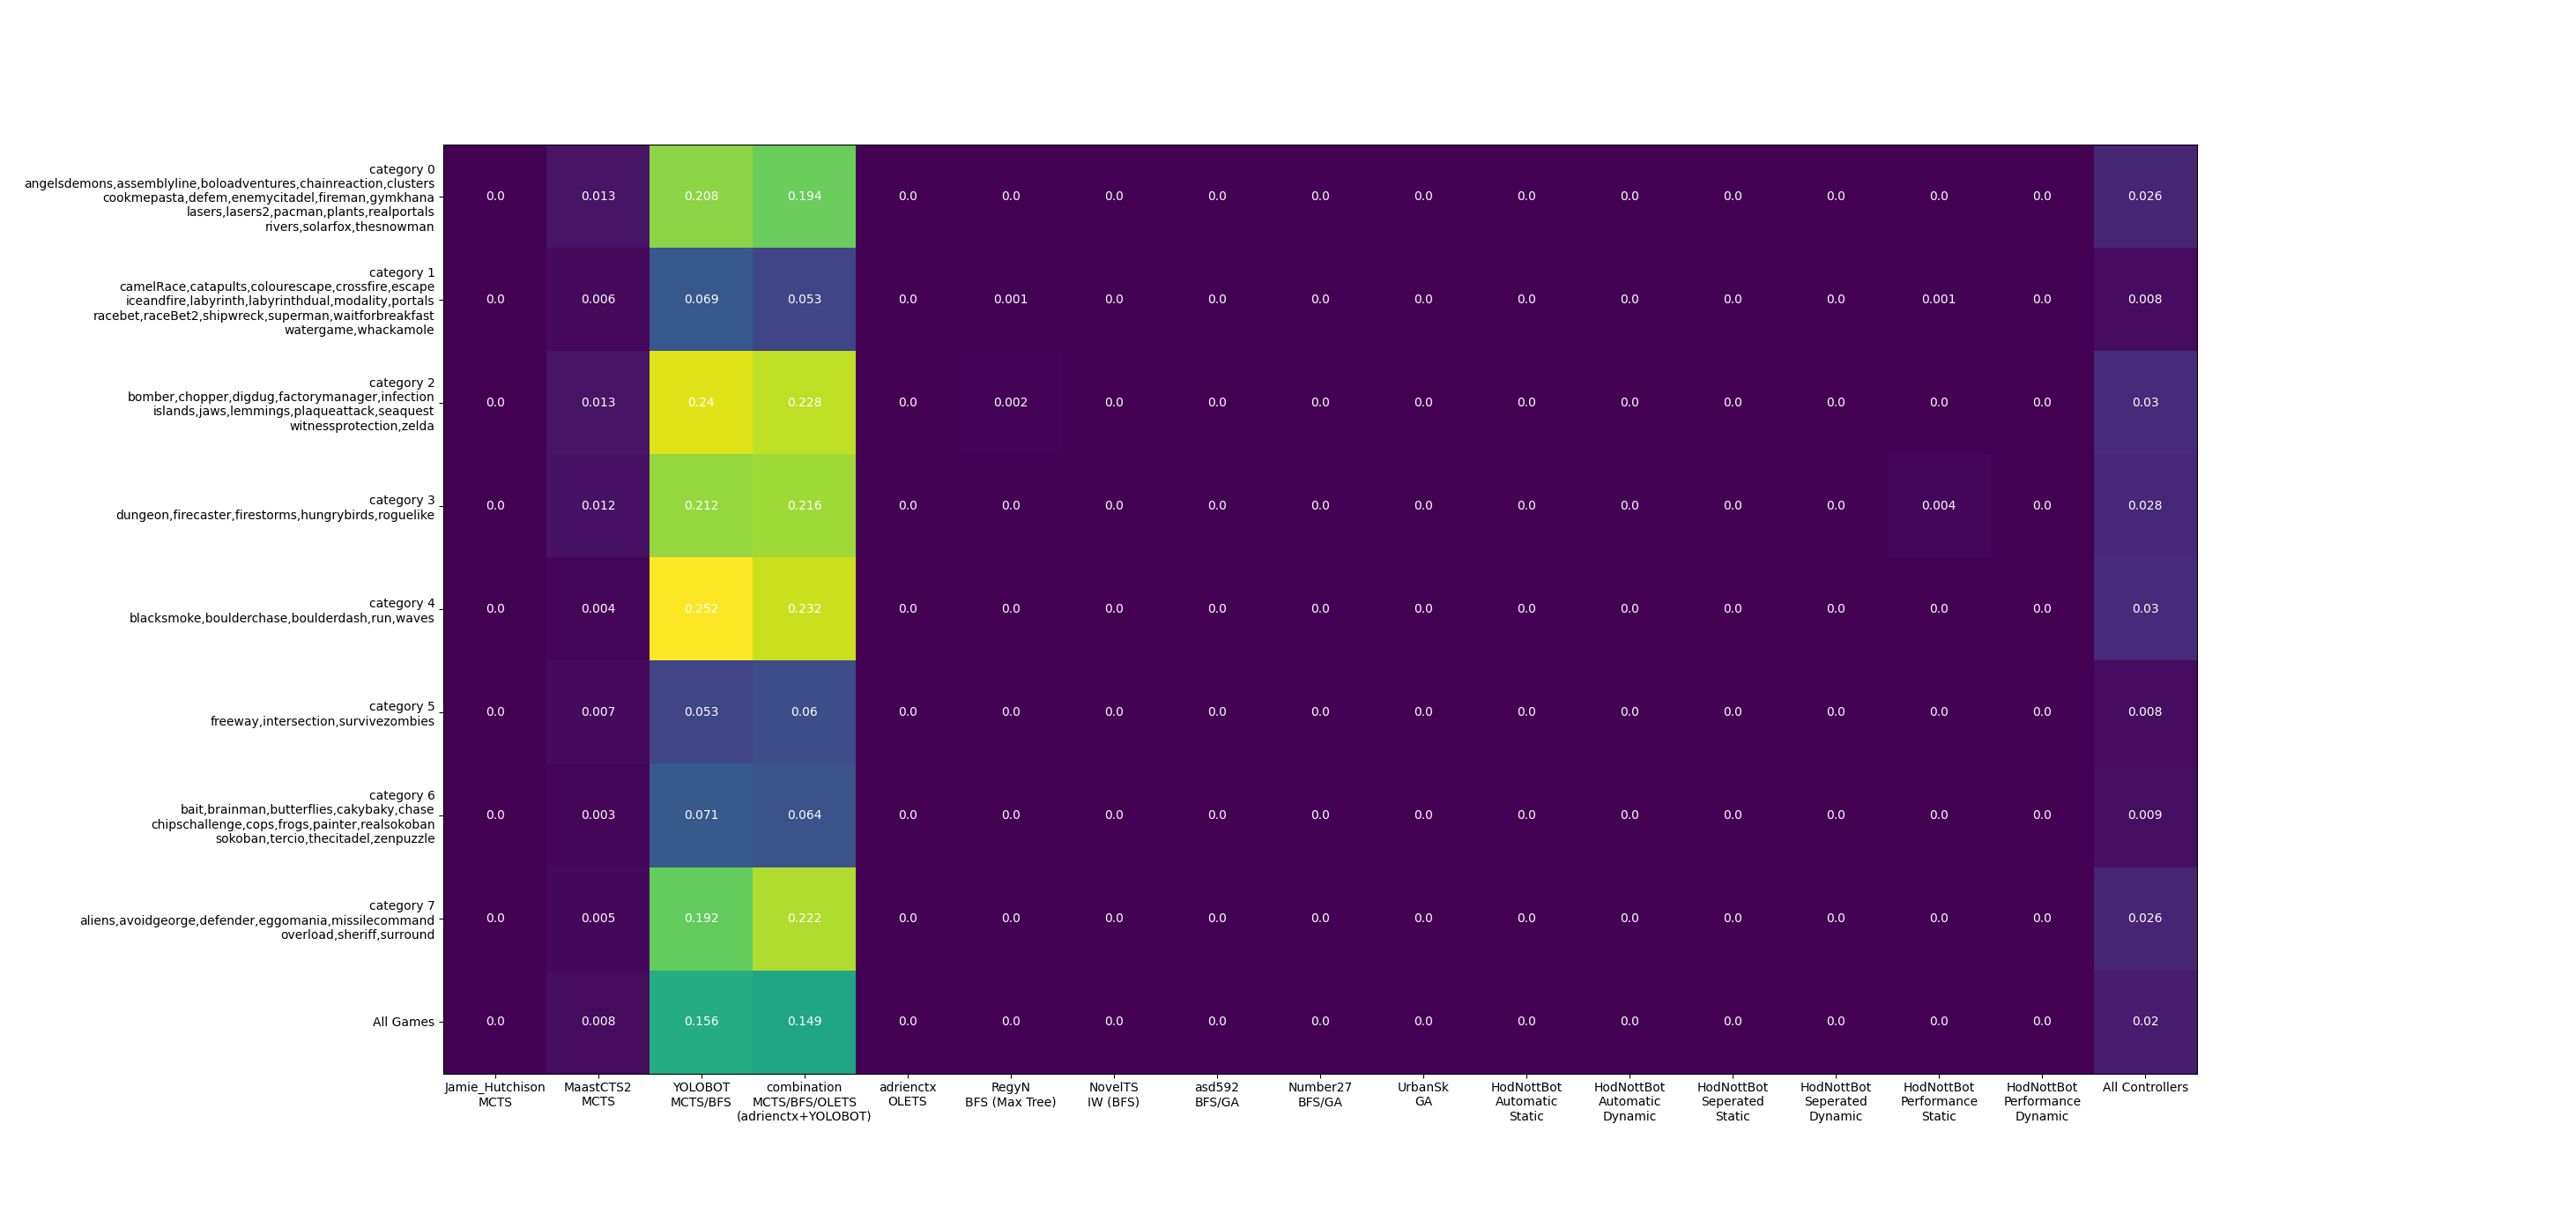 category 0
angelsdemons,assemblyline,boloadventures,chainreaction,clusters
cookmepasta,defem,enemycitadel,fireman,gymkhana
lasers,lasers2,pacman,plants,realportals
rivers,solarfox,thesnowman
0.0 0.013 0.208 0.194 0.0 0.0 0.0 0.0 0.0 0.0 0.0 0.0 0.0 0.0 0.0 0.0 0.026
category 1
camelRace,catapults,colourescape,crossfire,escape
iceandfire,labyrinth,labyrinthdual,modality,portals
racebet,raceBet2,shipwreck,superman,waitforbreakfast
watergame,whackamole
0.0 0.006 0.069 0.053 0.0 0.001 0.0 0.0 0.0 0.0 0.0 0.0 0.0 0.0 0.001 0.0 0.008
category 2
bomber,chopper,digdug,factorymanager,infection
islands,jaws,lemmings,plaqueattack,seaquest
witnessprotection,zelda
0.0 0.013 0.24 0.228 0.0 0.002 0.0 0.0 0.0 0.0 0.0 0.0 0.0 0.0 0.0 0.0 0.03
category 3
dungeon,firecaster,firestorms,hungrybirds,roguelike
0.0 0.012 0.212 0.216 0.0 0.0 0.0 0.0 0.0 0.0 0.0 0.0 0.0 0.0 0.004 0.0 0.028
category 4
blacksmoke,boulderchase,boulderdash,run,waves
0.0 0.004 0.252 0.232 0.0 0.0 0.0 0.0 0.0 0.0 0.0 0.0 0.0 0.0 0.0 0.0 0.03
category 5
freeway,intersection,survivezombies
0.0 0.007 0.053 0.06 0.0 0.0 0.0 0.0 0.0 0.0 0.0 0.0 0.0 0.0 0.0 0.0 0.008
category 6
bait,brainman,butterflies,cakybaky,chase
chipschallenge,cops,frogs,painter,realsokoban
sokoban,tercio,thecitadel,zenpuzzle
0.0 0.003 0.071 0.064 0.0 0.0 0.0 0.0 0.0 0.0 0.0 0.0 0.0 0.0 0.0 0.0 0.009
category 7
aliens,avoidgeorge,defender,eggomania,missilecommand
overload,sheriff,surround
0.0 0.005 0.192 0.222 0.0 0.0 0.0 0.0 0.0 0.0 0.0 0.0 0.0 0.0 0.0 0.0 0.026
All Games
0.0 0.008 0.156 0.149 0.0 0.0 0.0 0.0 0.0 0.0 0.0 0.0 0.0 0.0 0.0 0.0 0.02
Jamie_Hutchison
MCTS
MaastCTS2
MCTS
YOLOBOT
MCTS/BFS
combination
MCTS/BFS/OLETS
(adrienctx+YOLOBOT)
adrienctx
OLETS
RegyN
BFS (Max Tree)
NovelTS
IW (BFS)
asd592
BFS/GA
Number27
BFS/GA
UrbanSk
GA
HodNottBot
Automatic
Static
HodNottBot
Automatic
Dynamic
HodNottBot
Seperated
Static
HodNottBot
Seperated
Dynamic
HodNottBot
Performance
Static
HodNottBot
Performance
Dynamic
All Controllers